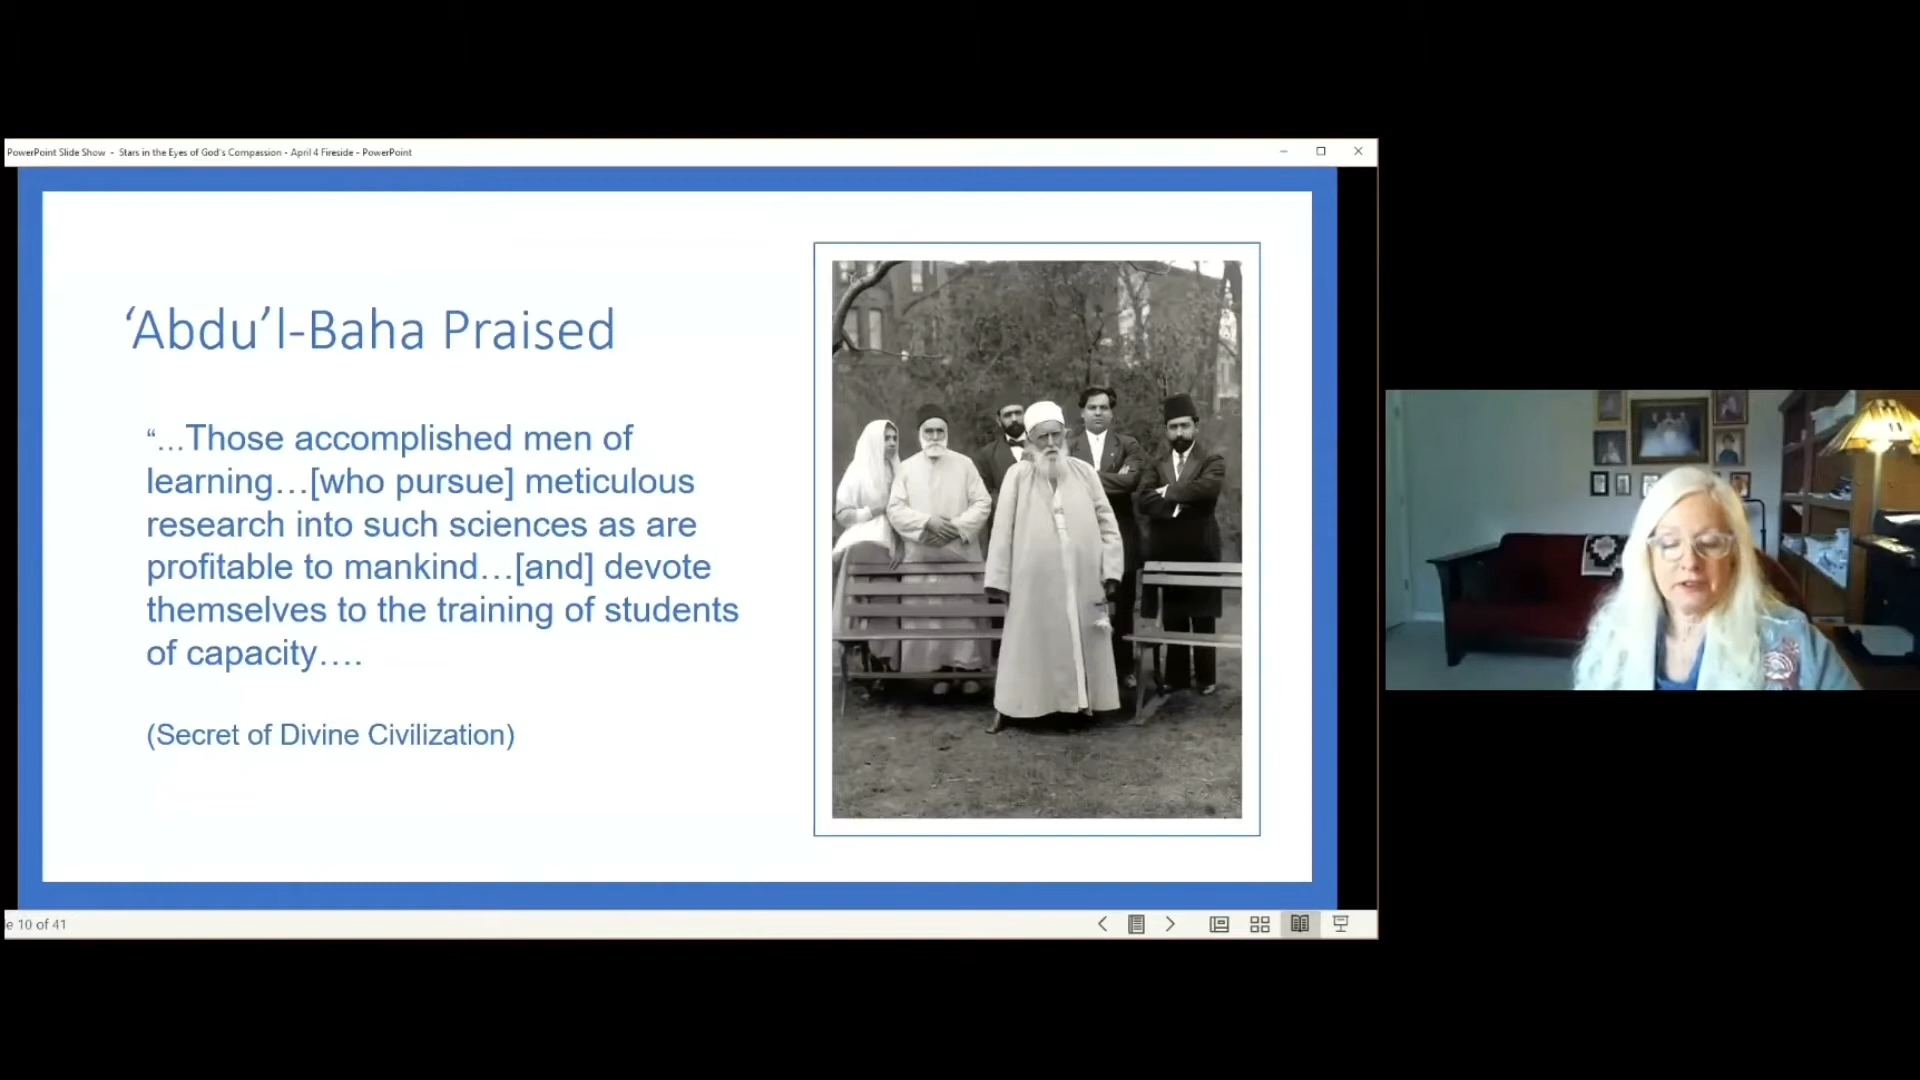 PowerPoint Slide Show - Stars in the Eyes of God's Compassion - April 4 Fireside - PowerPoint
‘Abdu’l-Baha Praised
“…Those accomplished men of
learning…[who pursue] meticulous
research into such sciences as are
profitable to mankind…[and] devote
themselves to the training of students
of capacity….
(Secret of Divine Civilization)
e 10 of 41